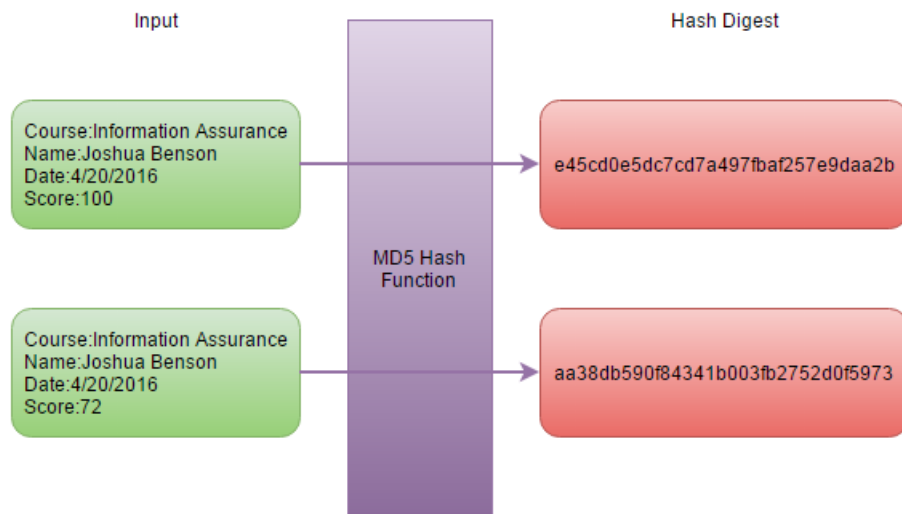 Input
Hash Digest
Course:Information Assurance
Name:Joshua Benson
Date:4/20/2016
Score:100
e45cd0e5dc7cd7a497fbaf257e9daa2b
MD5 Hash
Function
Course:Information Assurance
Name:Joshua Benson
Date:4/20/2016
Score:72
aa38db590f84341b003fb2752d0f5973